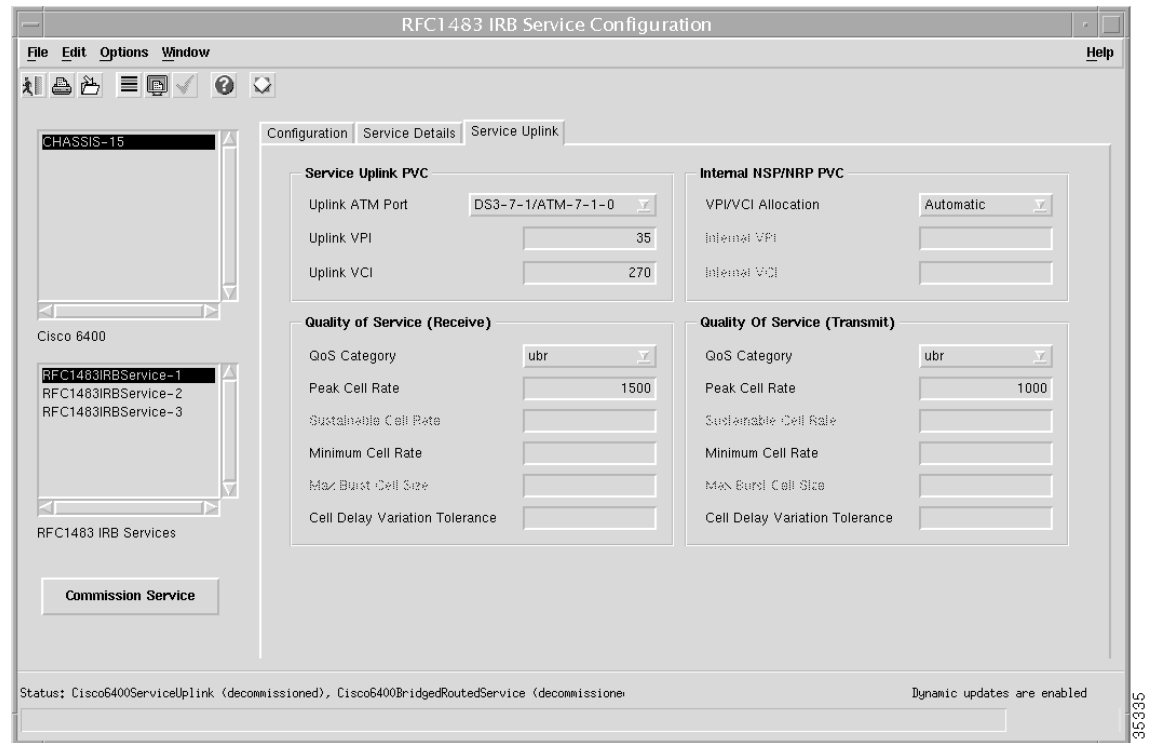 RFC1483 IRB Service Configuration
File Edit Options Window Help
CHASSIS-15
Cisco 6400
RFC1483IRBService-1
RFC1483IRBService-2
RFC1483IRBService-3
RFC1483 IRB Services
Commission Service
Configuration Service Details Service Uplink
Service Uplink PVC
Uplink ATM Port DS3-7-1/ATM-7-1-0
Uplink VPI 35
Uplink VCI 270
Internal NSP/NRP PVC
VPI/VCI Allocation Automatic
Internal VPI
Internal VCI
Quality of Service (Receive)
QoS Category ubr
Peak Cell Rate 1500
Sustainable Cell Rate
Minimum Cell Rate
Max Burst Cell Size
Cell Delay Variation Tolerance
Quality Of Service (Transmit)
QoS Category ubr
Peak Cell Rate 1000
Sustainable Cell Rate
Minimum Cell Rate
Max Burst Cell Size
Cell Delay Variation Tolerance
Status: Cisco6400ServiceUplink (decommissioned), Cisco6400BridgedRoutedService (decommissione
Dynamic updates are enabled
35335